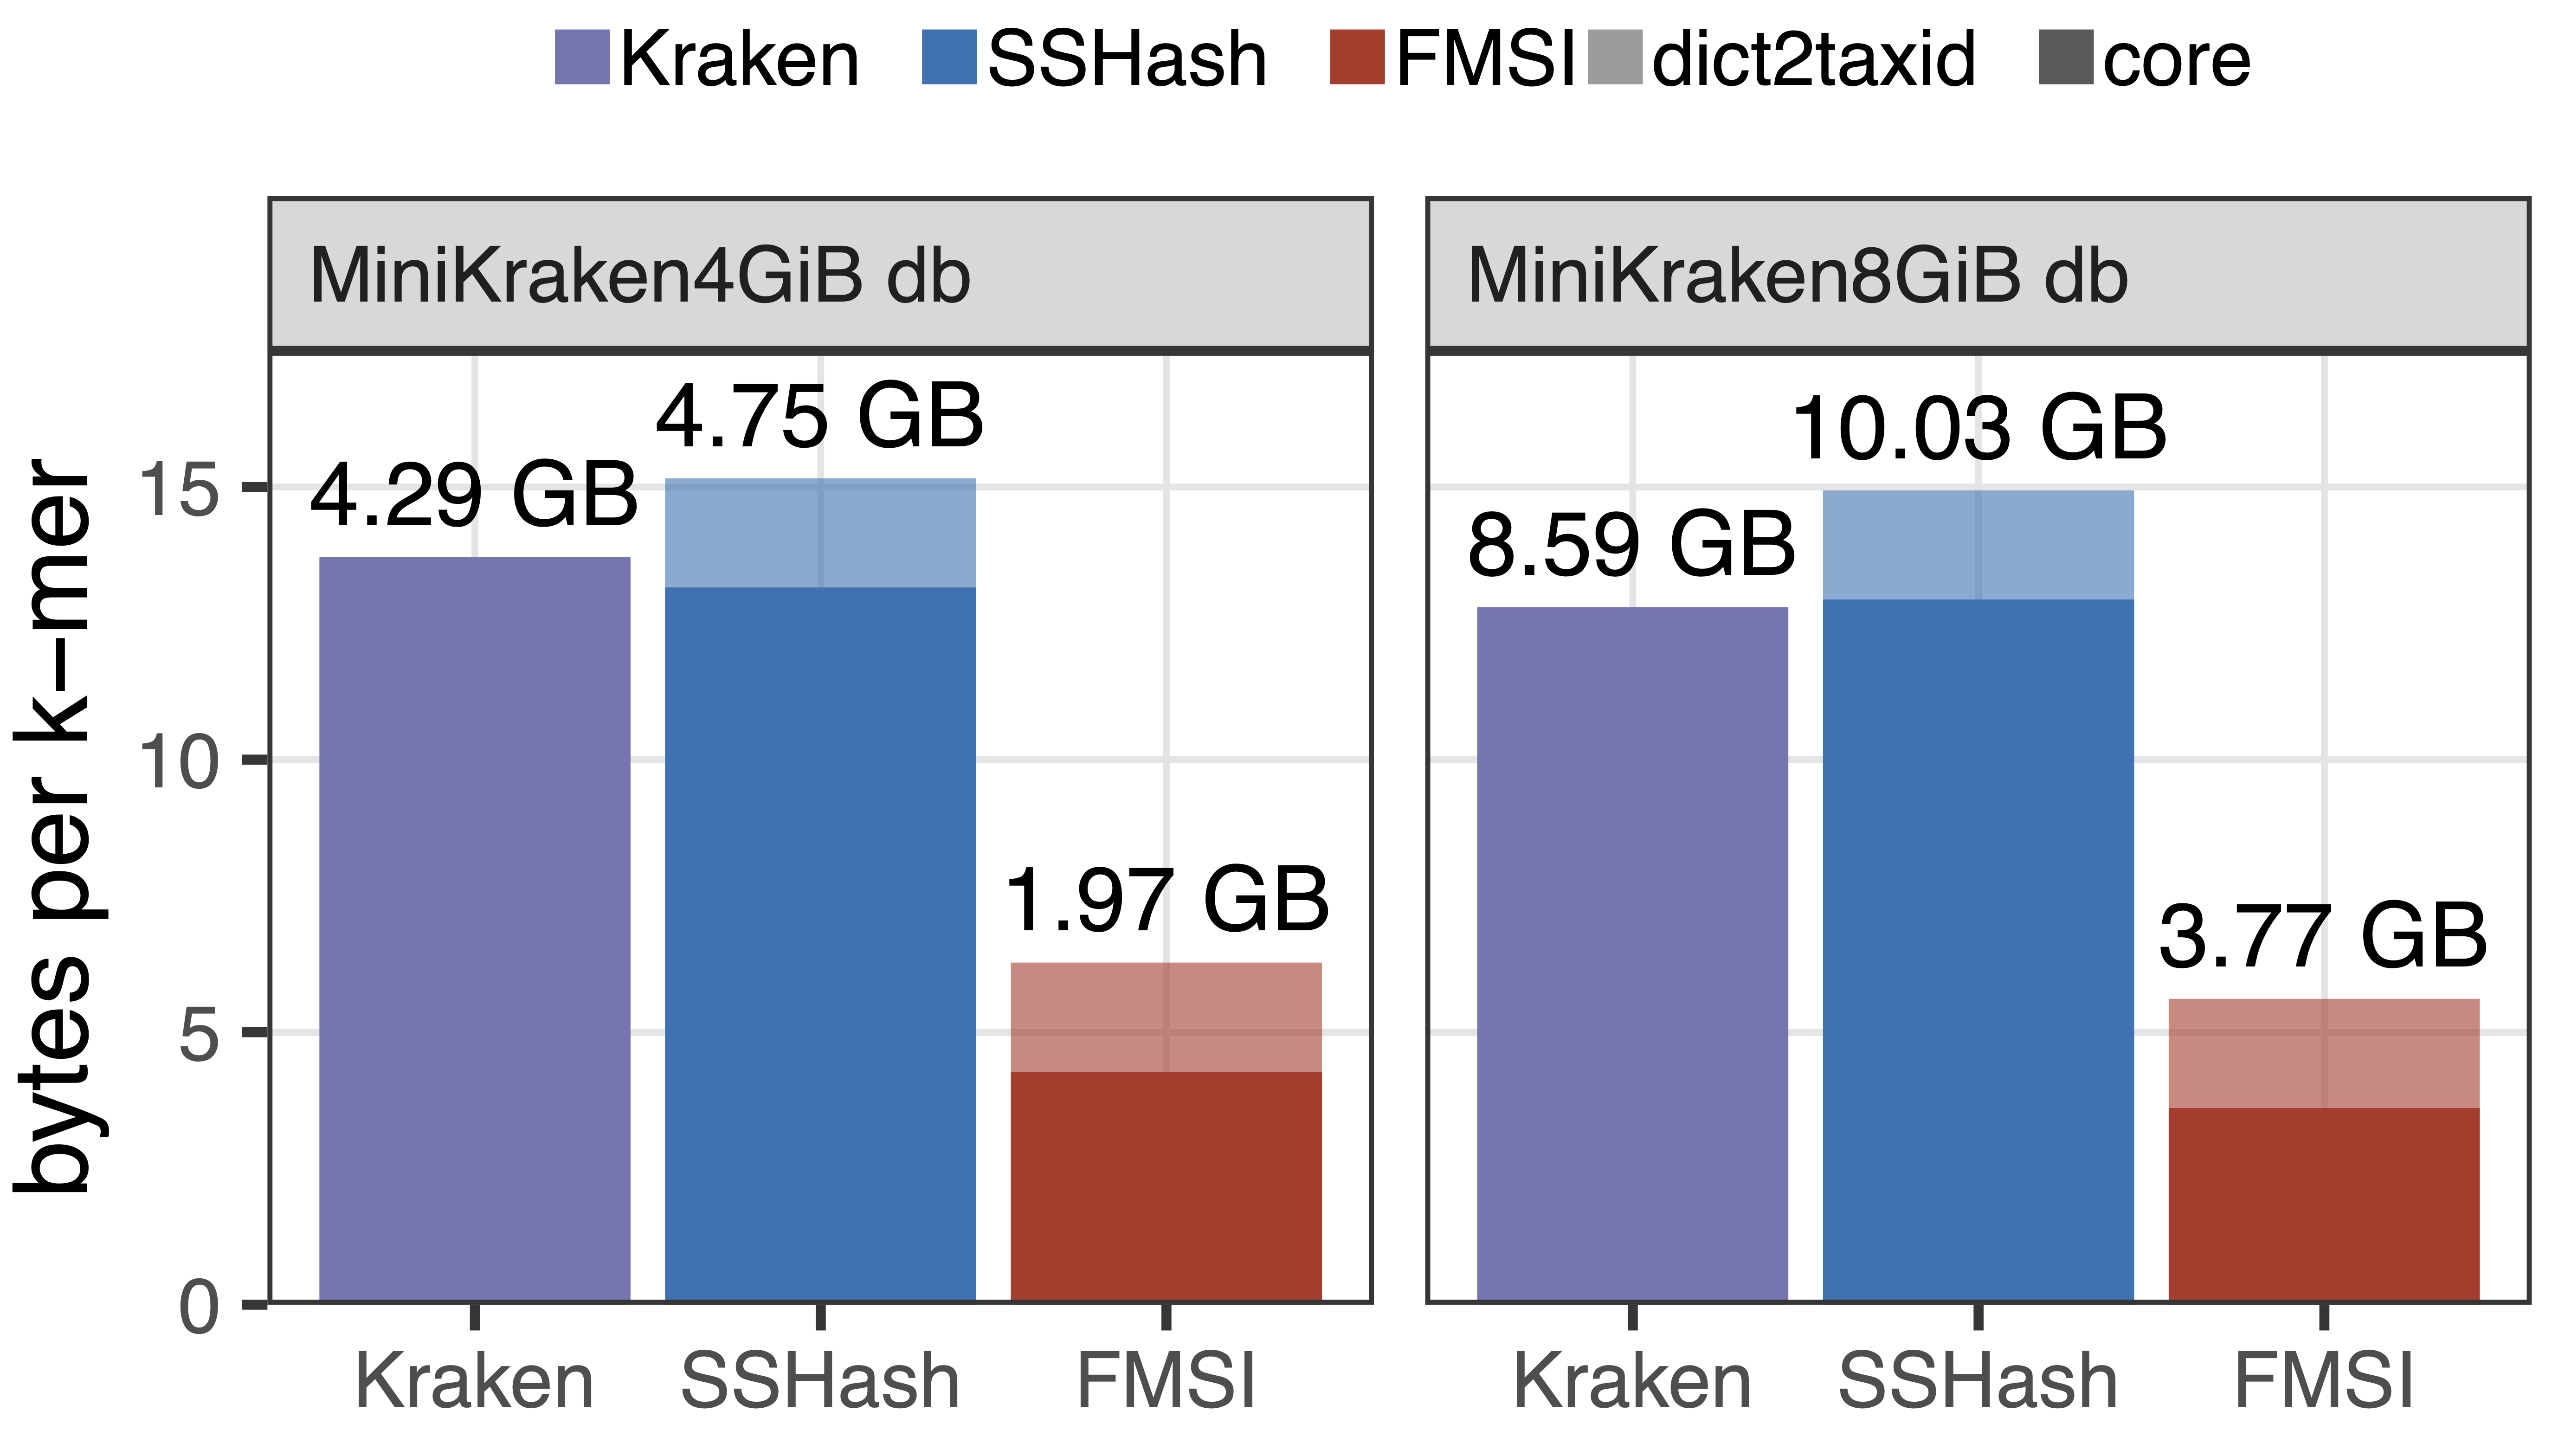 Kraken SSHash FMSI dict2taxid core
MiniKraken4GiB db
MiniKraken8GiB db
bytes per k−mer
15
10
5
0
4.29 GB
4.75 GB
1.97 GB
8.59 GB
10.03 GB
3.77 GB
Kraken SSHash FMSI
Kraken SSHash FMSI